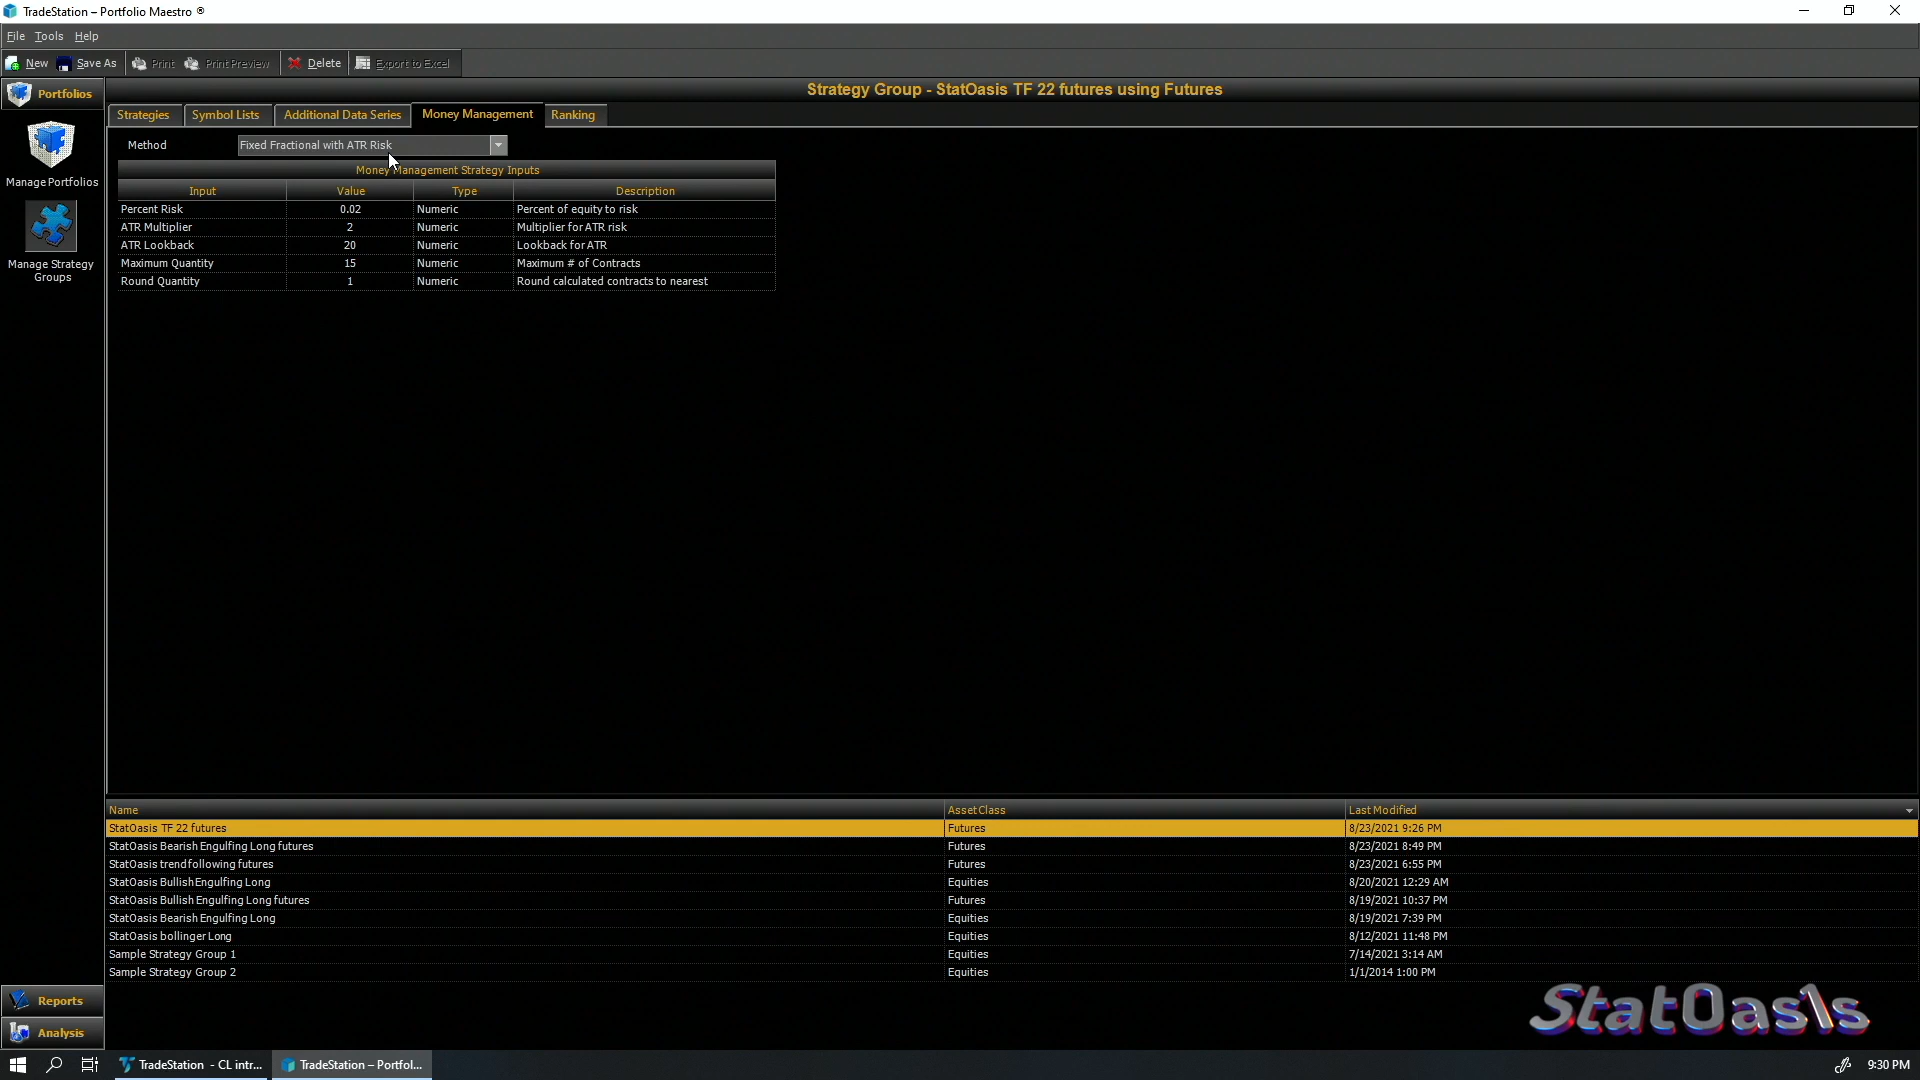 TradeStation – Portfolio Maestro ®
File Tools Help
New Save As Print Print Preview Delete Export to Excel
Portfolios
Strategy Group - StatOasis TF 22 futures using Futures
Strategies Symbol Lists Additional Data Series Money Management Ranking
Manage Portfolios
Manage Strategy
Groups
Method Fixed Fractional with ATR Risk
Money Management Strategy Inputs
Input Value Type Description
Percent Risk 0.02 Numeric Percent of equity to risk
ATR Multiplier 2 Numeric Multiplier for ATR risk
ATR Lookback 20 Numeric Lookback for ATR
Maximum Quantity 15 Numeric Maximum # of Contracts
Round Quantity 1 Numeric Round calculated contracts to nearest
Name Asset Class Last Modified
StatOasis TF 22 futures Futures 8/23/2021 9:26 PM
StatOasis Bearish Engulfing Long futures Futures 8/23/2021 8:49 PM
StatOasis trend following futures Futures 8/23/2021 6:55 PM
StatOasis Bullish Engulfing Long Equities 8/20/2021 12:29 AM
StatOasis Bullish Engulfing Long futures Futures 8/19/2021 10:37 PM
StatOasis Bearish Engulfing Long Equities 8/19/2021 7:39 PM
StatOasis bollinger Long Equities 8/12/2021 11:48 PM
Sample Strategy Group 1 Equities 7/14/2021 3:14 AM
Sample Strategy Group 2 Equities 1/1/2014 1:00 PM
Reports
Analysis
StatOasis
TradeStation - CL intr... TradeStation – Portfol... 9:30 PM